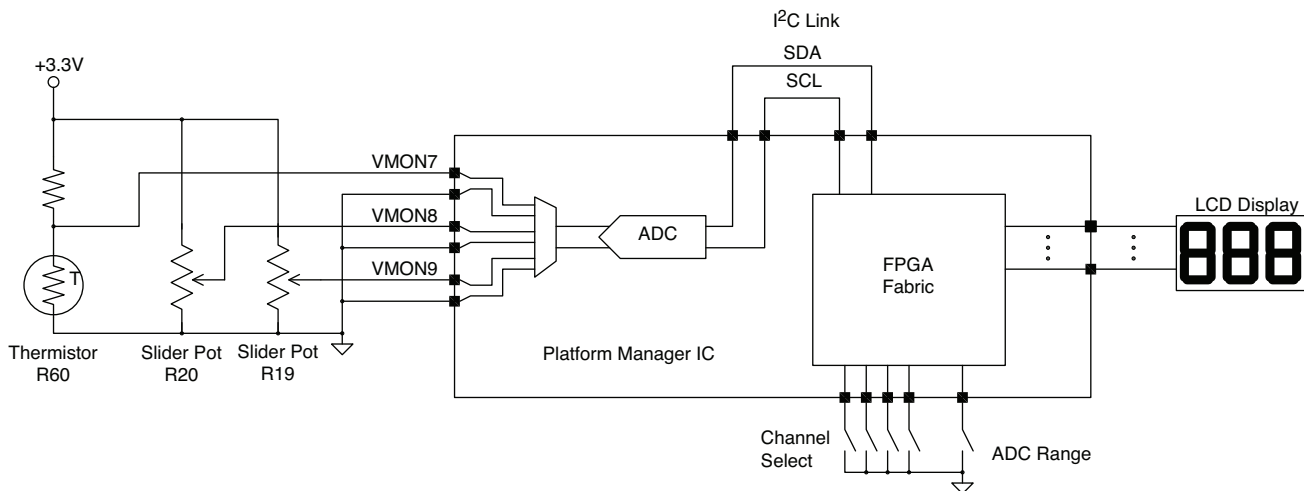 I²C Link
SDA
SCL
+3.3V
VMON7
VMON8
VMON9
ADC
FPGA
Fabric
LCD Display
888
T
Thermistor
R60
Slider Pot
R20
Slider Pot
R19
Platform Manager IC
Channel
Select
ADC Range